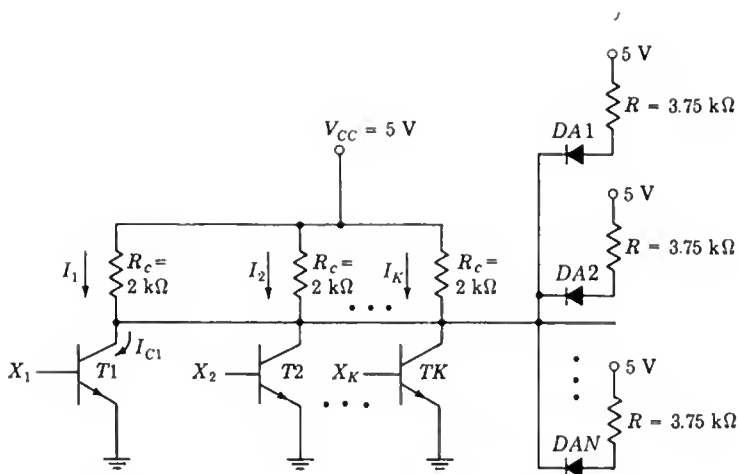 5 V
R = 3.75 kΩ
DA1
V_CC = 5 V
5 V
R = 3.75 kΩ
DA2
I_1
R_c =
2 kΩ
I_2
R_c =
2 kΩ
I_K
R_c =
2 kΩ
X_1
T1
I_C1
X_2
T2
X_K
TK
5 V
R = 3.75 kΩ
DAN